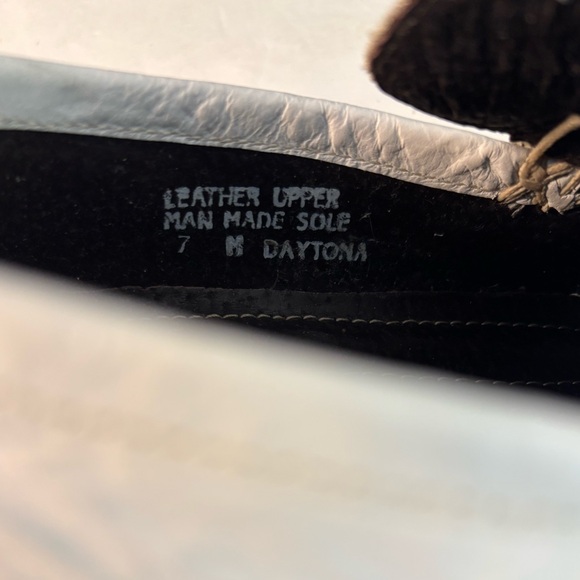 LEATHER UPPER
MAN MADE SOLE
7 M DAYTONA